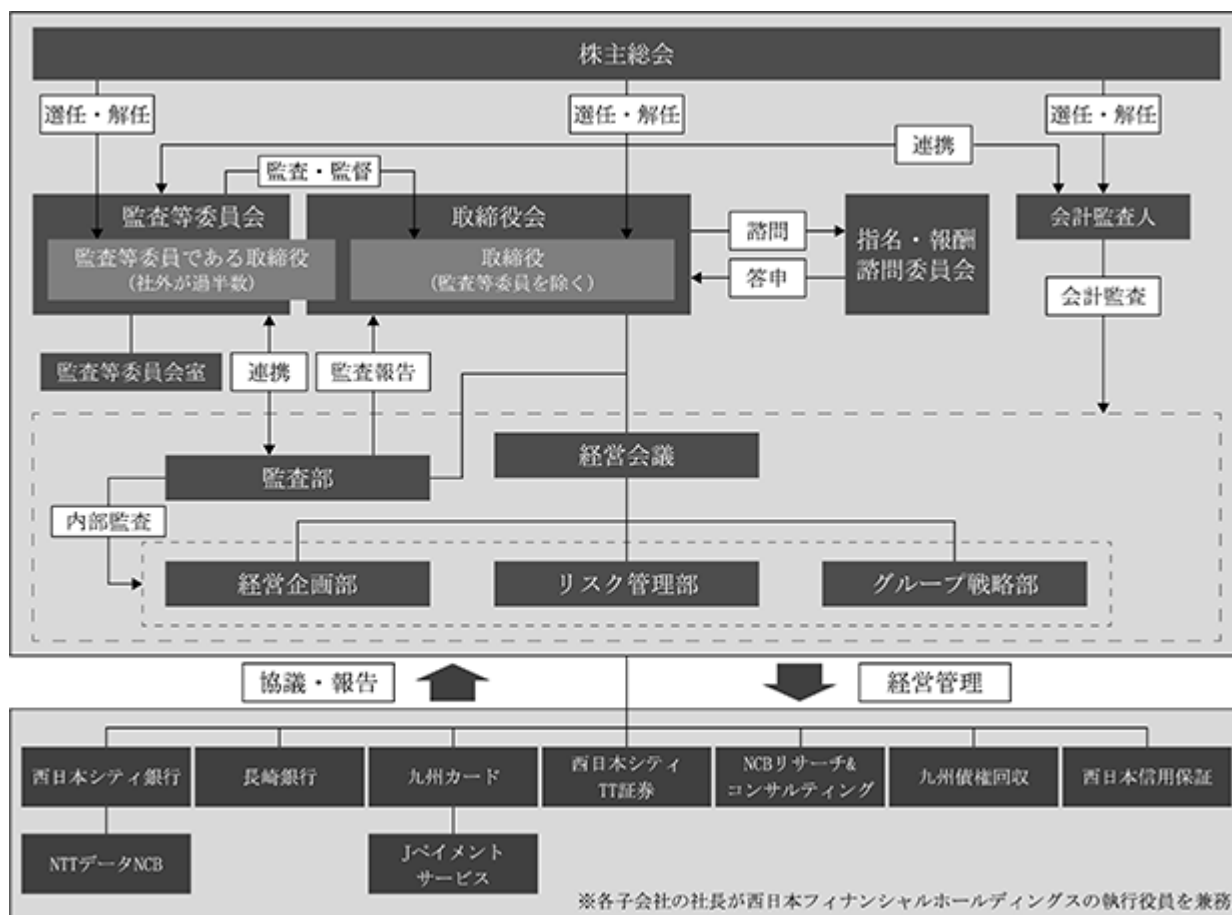 株主総会
選任・解任
選任・解任
選任・解任
連携
監査・監督
監査等委員会
取締役会
会計監査人
監査等委員である取締役
(社外が過半数)
取締役
(監査等委員を除く)
諮問
答申
指名・報酬
諮問委員会
会計監査
監査等委員会室
連携
監査報告
監査部
経営会議
内部監査
経営企画部
リスク管理部
グループ戦略部
協議・報告
経営管理
西日本シティ銀行
長崎銀行
九州カード
西日本シティ
TT証券
NCBリサーチ&
コンサルティング
九州債権回収
西日本信用保証
NTTデータNCB
Jペイメント
サービス
※各子会社の社長が西日本フィナンシャルホールディングスの執行役員を兼務